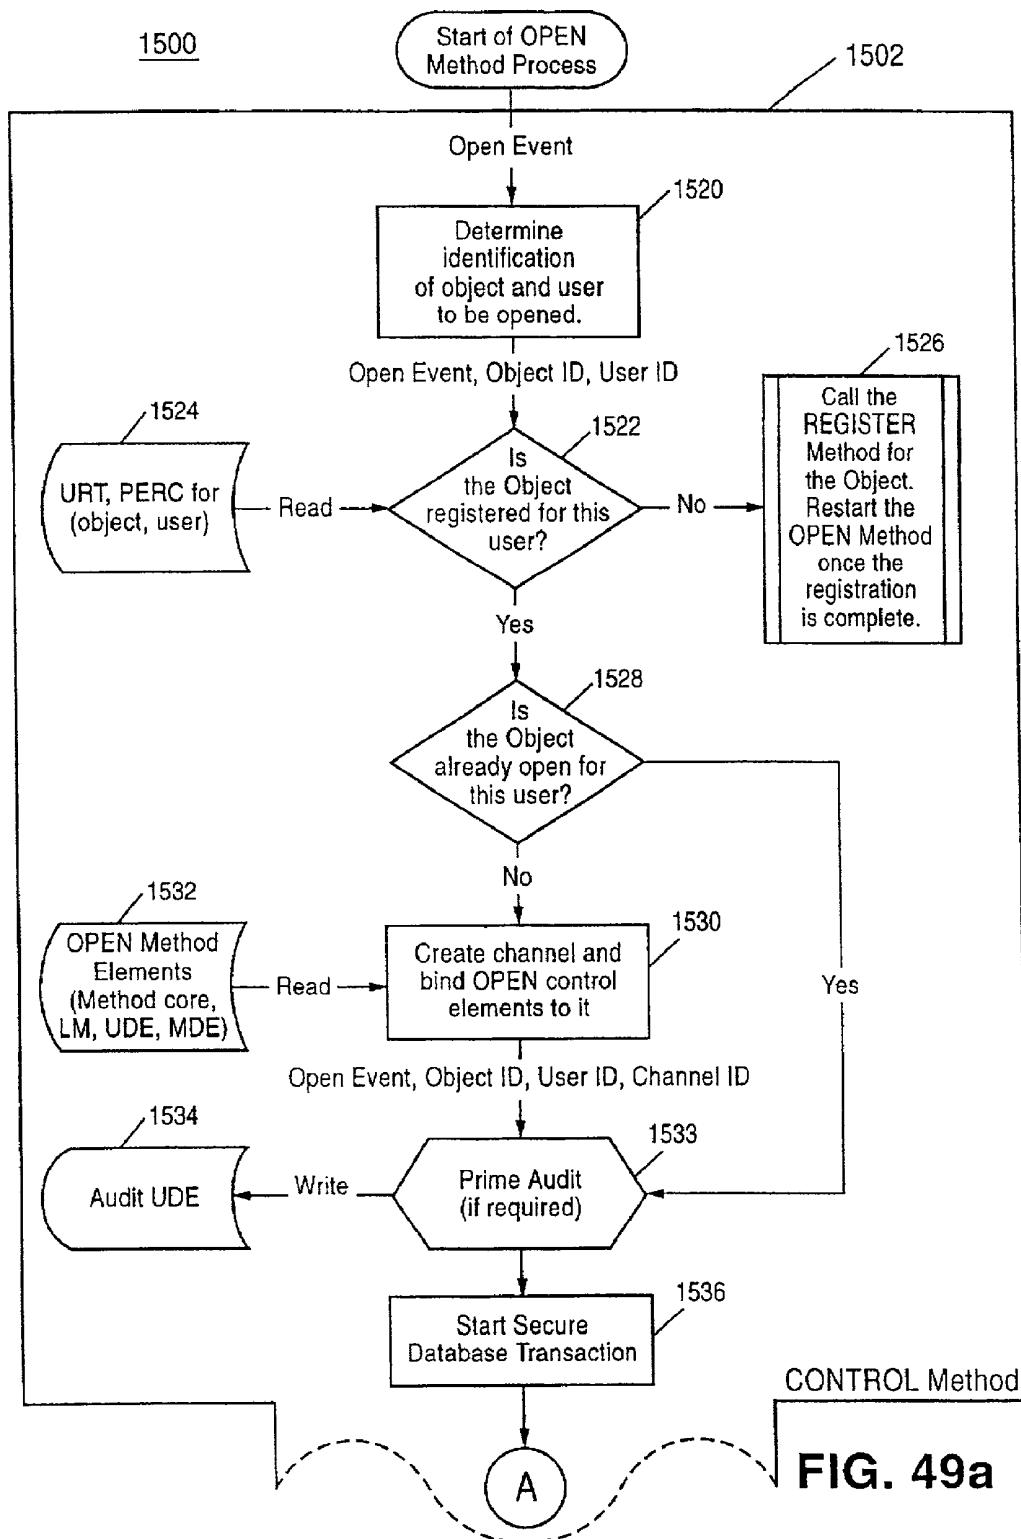 1500
Start of OPEN
Method Process
1502
Open Event
1520
Determine
identification
of object and user
to be opened.
Open Event, Object ID, User ID
1526
Call the
REGISTER
Method for
the Object.
Restart the
OPEN Method
once the
registration
is complete.
1524
URT, PERC for
(object, user)
Read
1522
Is
the Object
registered for this
user?
No
Yes
1528
Is
the Object
already open for
this user?
No
Yes
1532
OPEN Method
Elements
(Method core,
LM, UDE, MDE)
Read
1530
Create channel and
bind OPEN control
elements to it
Open Event, Object ID, User ID, Channel ID
1534
Audit UDE
Write
1533
Prime Audit
(if required)
1536
Start Secure
Database Transaction
CONTROL Method
A
FIG. 49a